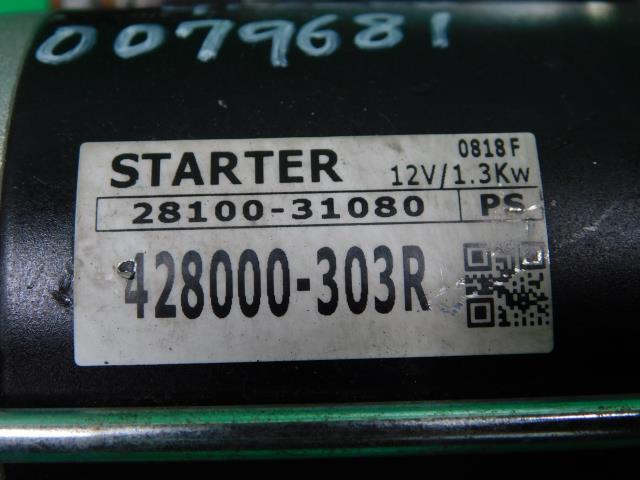 0079681
STARTER 0818F
12V/1.3Kw
28100-31080 PS
428000-303R